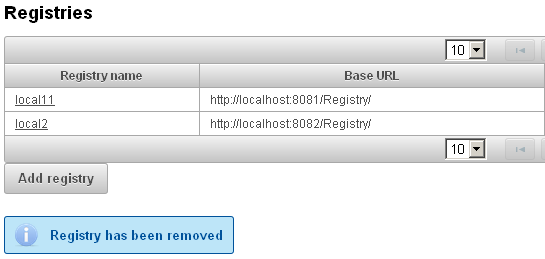 Registries
10
Registry name Base URL
local11 http://localhost:8081/Registry/
local2 http://localhost:8082/Registry/
10
Add registry
Registry has been removed